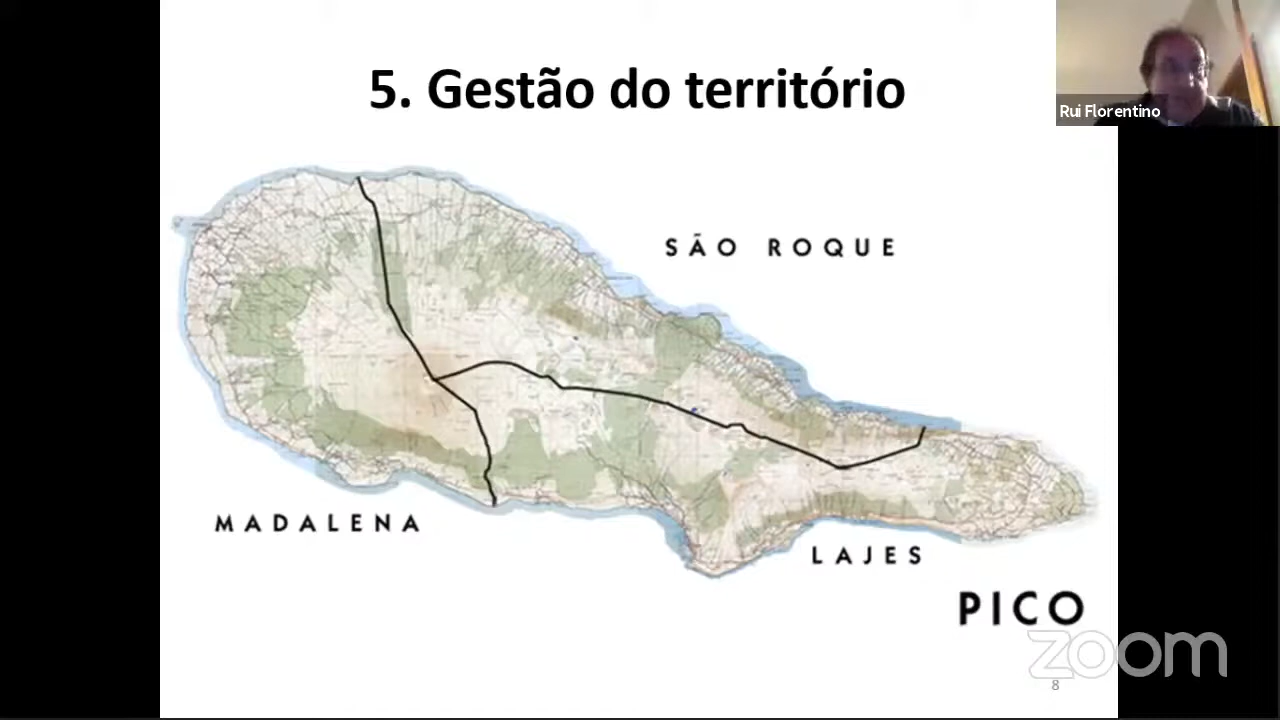 5. Gestão do território
Rui Florentino
SÃO ROQUE
MADALENA
LAJES
PICO
zoom
8